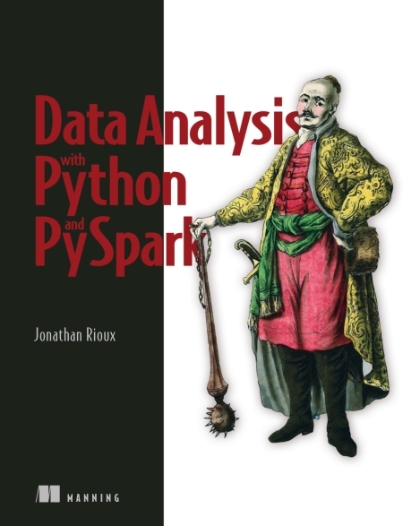 Data Analysis
with
Python
and
PySpark
Jonathan Rioux
MANNING